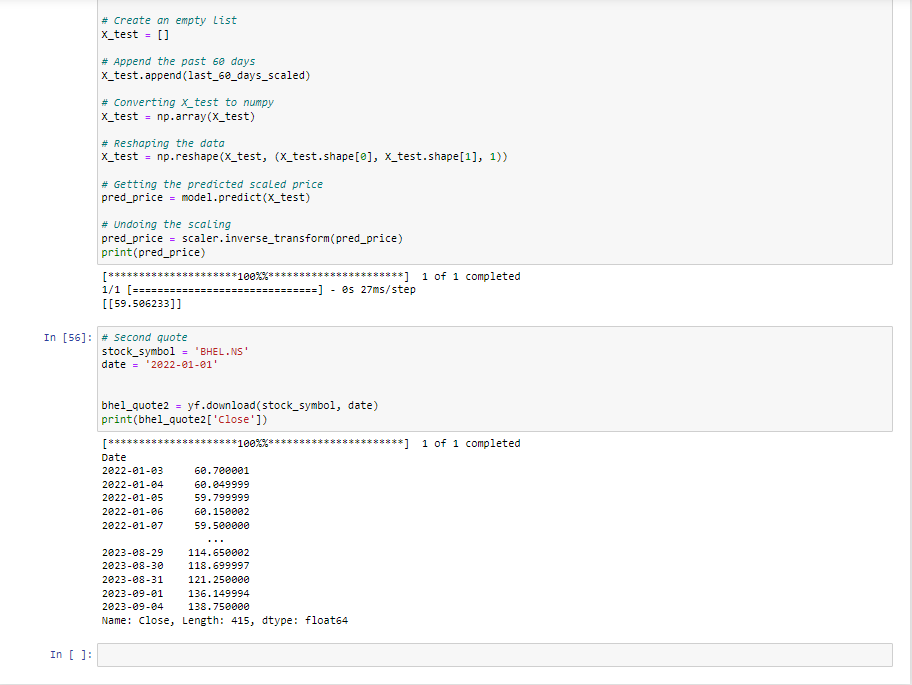 # Create an empty list
X_test = []
# Append the past 60 days
X_test.append(last_60_days_scaled)
# Converting X_test to numpy
X_test = np.array(X_test)
# Reshaping the data
X_test = np.reshape(X_test, (X_test.shape[0], X_test.shape[1], 1))
# Getting the predicted scaled price
pred_price = model.predict(X_test)
# Undoing the scaling
pred_price = scaler.inverse_transform(pred_price)
print(pred_price)
[*********************100%%**********************]  1 of 1 completed
1/1 [==============================] - 0s 27ms/step
[[59.506233]]
In [56]: # Second quote
stock_symbol = 'BHEL.NS'
date = '2022-01-01'
bhel_quote2 = yf.download(stock_symbol, date)
print(bhel_quote2['Close'])
[*********************100%%**********************]  1 of 1 completed
Date
2022-01-03     60.700001
2022-01-04     60.049999
2022-01-05     59.799999
2022-01-06     60.150002
2022-01-07     59.500000
...
2023-08-29    114.650002
2023-08-30    118.699997
2023-08-31    121.250000
2023-09-01    136.149994
2023-09-04    138.750000
Name: Close, Length: 415, dtype: float64
In [ ]: